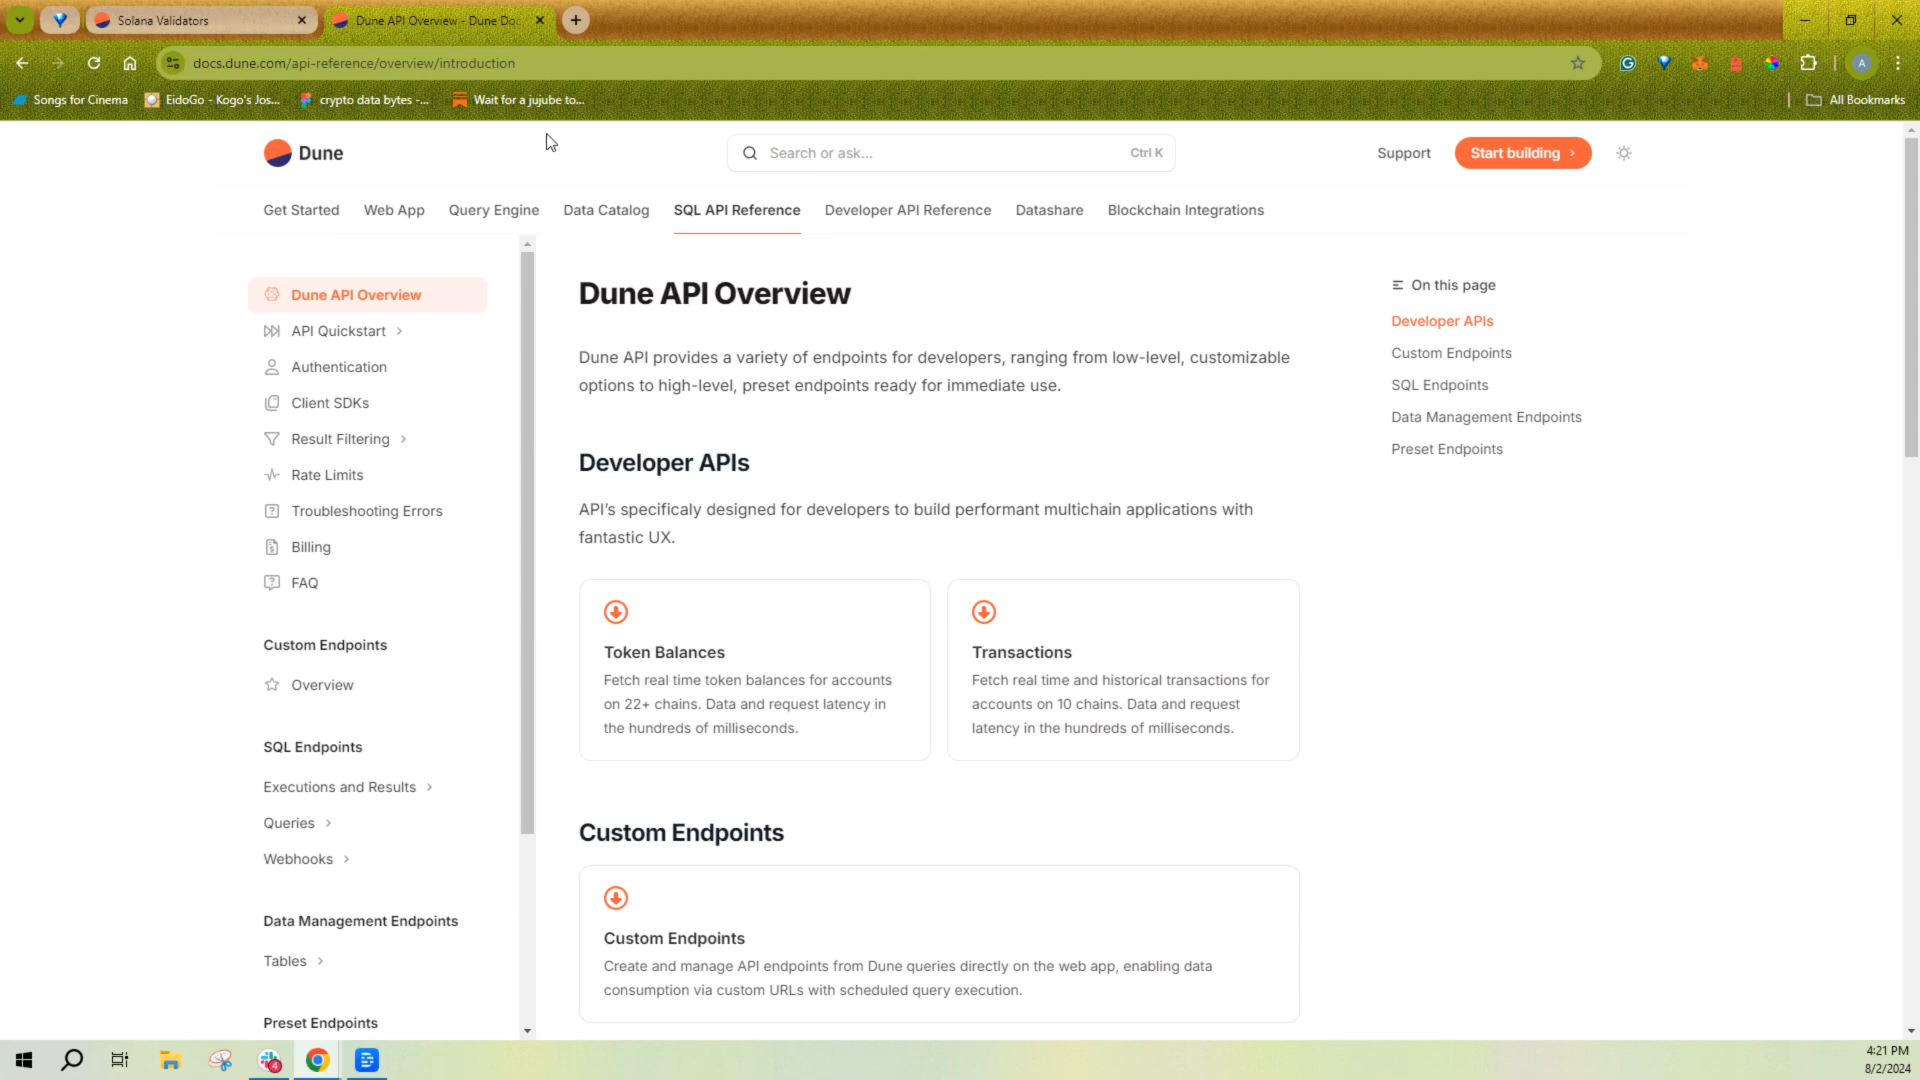 Solana Validators
Dune API Overview - Dune Doc
docs.dune.com/api-reference/overview/introduction
Songs for Cinema
EidoGo - Kogo's Jos...
crypto data bytes -...
Wait for a jujube to...
All Bookmarks
A
Dune
Search or ask...
Ctrl K
Support
Start building
Get Started
Web App
Query Engine
Data Catalog
SQL API Reference
Developer API Reference
Datashare
Blockchain Integrations
Dune API Overview
API Quickstart
Authentication
Client SDKs
Result Filtering
Rate Limits
Troubleshooting Errors
Billing
FAQ
Custom Endpoints
Overview
SQL Endpoints
Executions and Results
Queries
Webhooks
Data Management Endpoints
Tables
Preset Endpoints
Dune API Overview
Dune API provides a variety of endpoints for developers, ranging from low-level, customizable
options to high-level, preset endpoints ready for immediate use.
Developer APIs
API's specificaly designed for developers to build performant multichain applications with
fantastic UX.
Token Balances
Fetch real time token balances for accounts
on 22+ chains. Data and request latency in
the hundreds of milliseconds.
Transactions
Fetch real time and historical transactions for
accounts on 10 chains. Data and request
latency in the hundreds of milliseconds.
Custom Endpoints
Custom Endpoints
Create and manage API endpoints from Dune queries directly on the web app, enabling data
consumption via custom URLs with scheduled query execution.
On this page
Developer APIs
Custom Endpoints
SQL Endpoints
Data Management Endpoints
Preset Endpoints
4
4:21 PM
8/2/2024